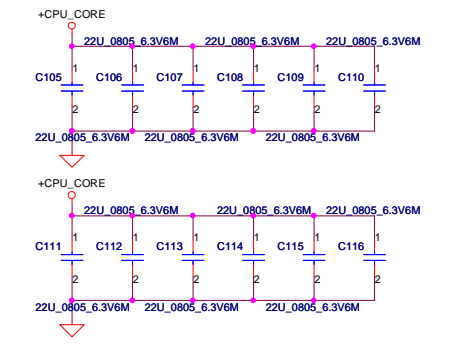 +CPU_CORE
22U_0805_6.3V6M 22U_0805_6.3V6M 22U_0805_6.3V6M
1 1 1 1 1 1
C105 C106 C107 C108 C109 C110
2 2 2 2 2 2
22U_0805_6.3V6M 22U_0805_6.3V6M 22U_0805_6.3V6M
+CPU_CORE
22U_0805_6.3V6M 22U_0805_6.3V6M 22U_0805_6.3V6M
1 1 1 1 1 1
C111 C112 C113 C114 C115 C116
2 2 2 2 2 2
22U_0805_6.3V6M 22U_0805_6.3V6M 22U_0805_6.3V6M